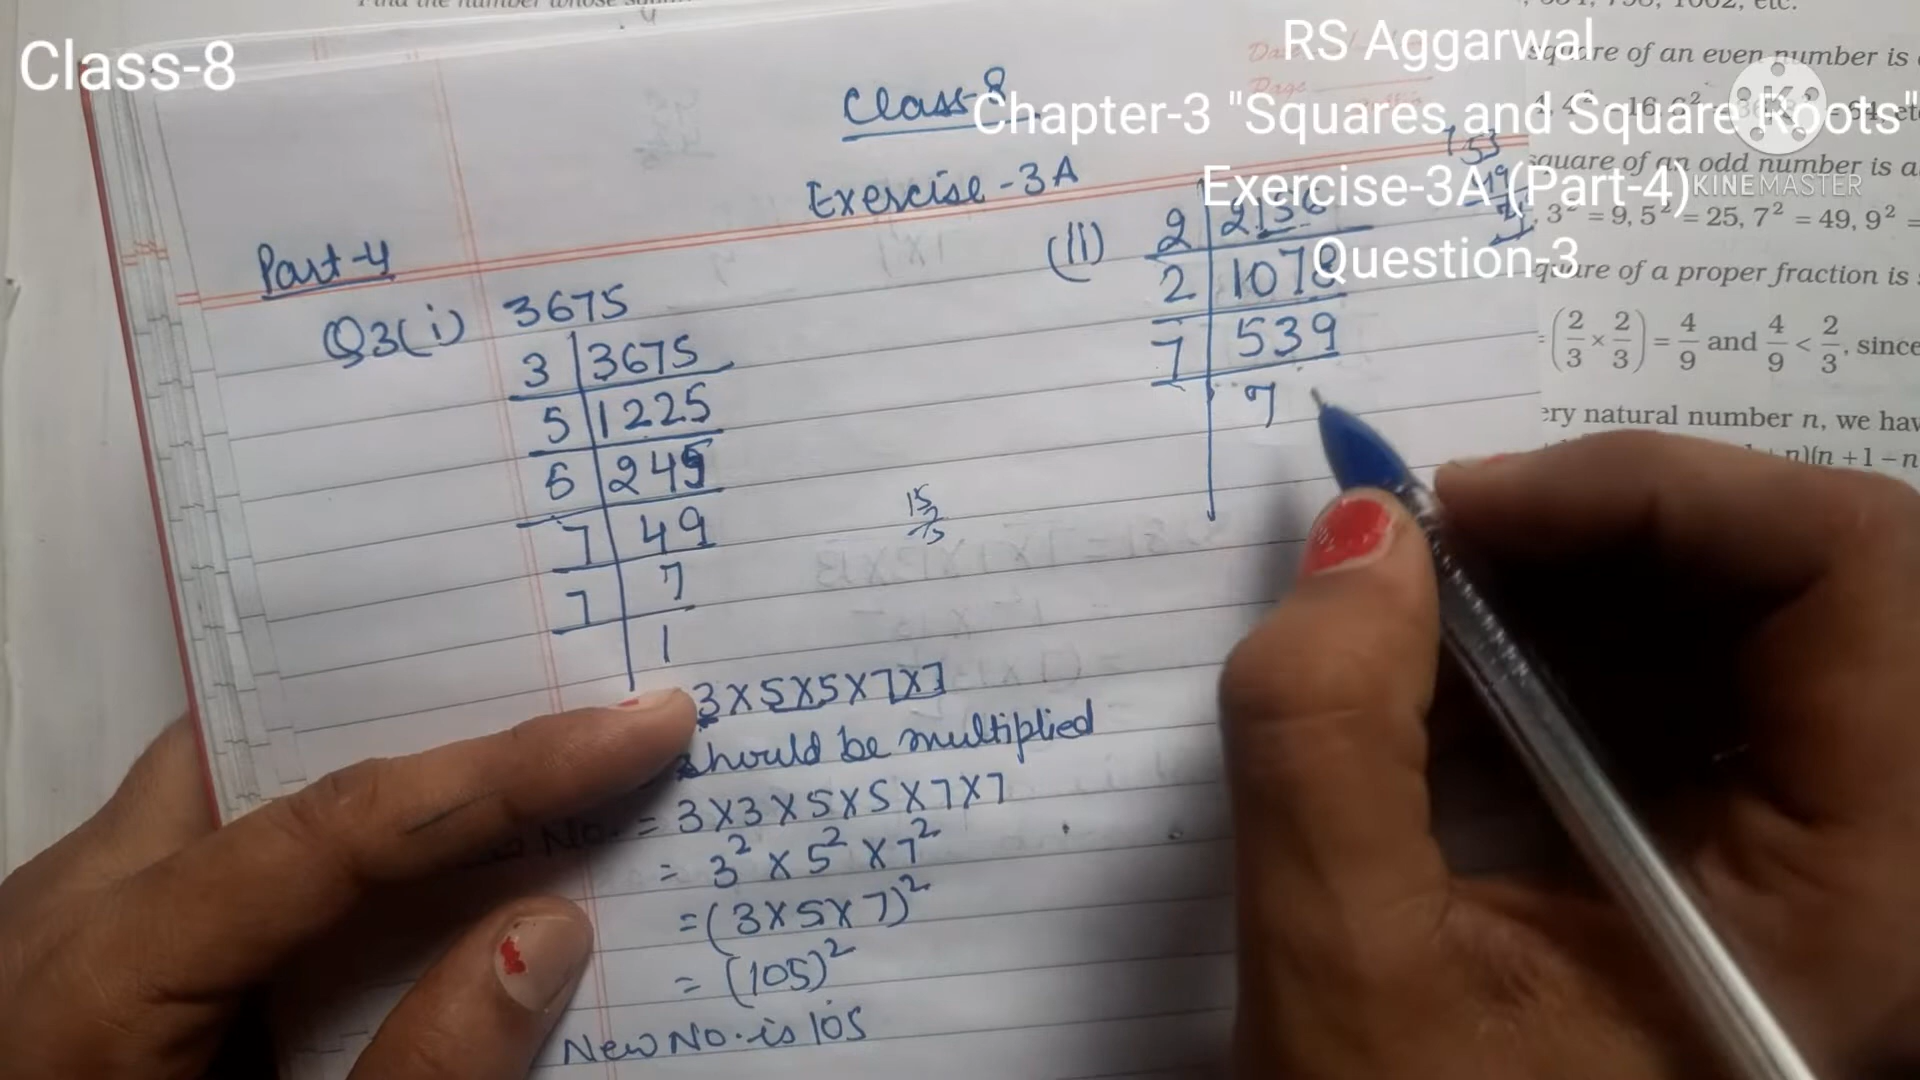 Class-8
RS Aggarwal
Chapter-3 "Squares and Square Roots"
Exercise-3A (Part-4)
Question-3
KINEMASTER
Class-8
Exercise-3A
Part-4
Q3(i) 3675
3 3675
5 1225
5 245
7 49
7 7
1
3×5×5×7×7
should be multiplied
No. = 3×3×5×5×7×7
= 3² × 5² × 7²
= (3×5×7)²
= (105)²
New No. is 105
15
(II)
2 2156
2 1078
7 539
7
153
square of an even number is
square of an odd number is a
3² = 9, 5² = 25, 7² = 49, 9² =
square of a proper fraction is
= (2/3 × 2/3) = 4/9 and 4/9 < 2/3, since
ery natural number n, we hav
n)(n + 1 − n